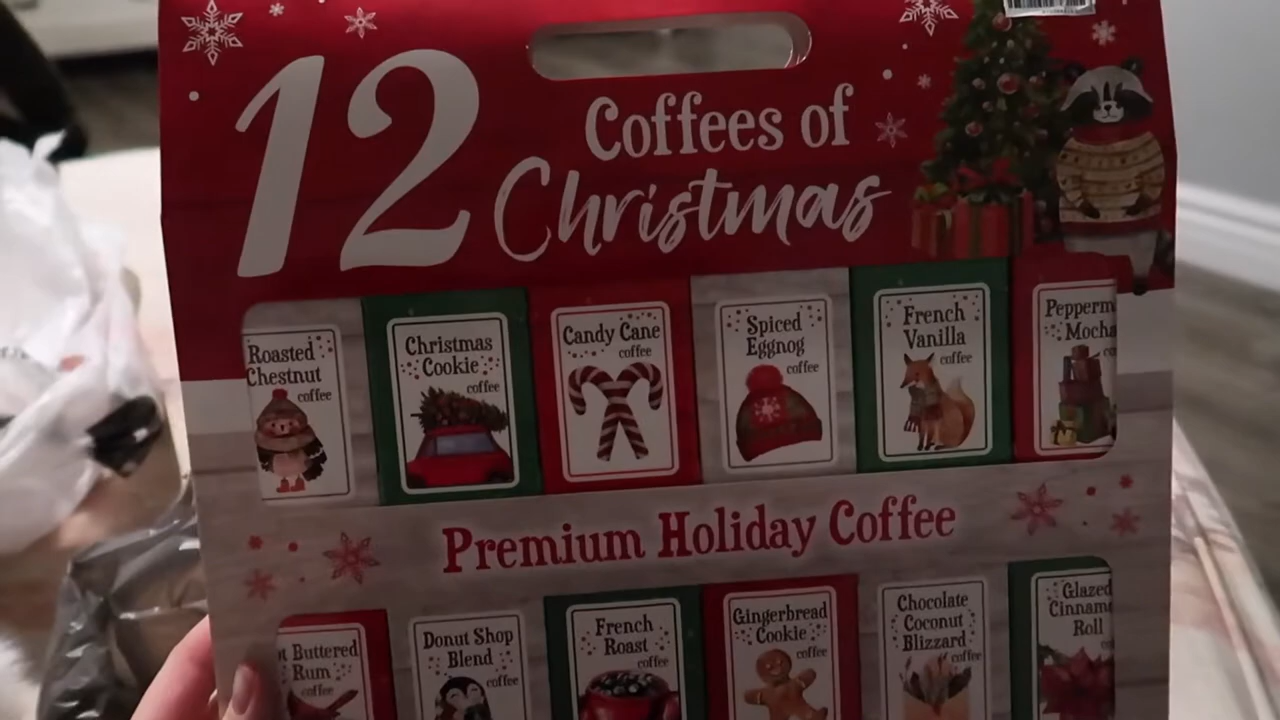 12
Coffees of
Christmas
Roasted
Chestnut
coffee
Christmas
Cookie
coffee
Candy Cane
coffee
Spiced
Eggnog
coffee
French
Vanilla
coffee
Mocha
Premium Holiday Coffee
Buttered
Rum
coffee
Donut Shop
Blend
coffee
French
Roast
coffee
Gingerbread
Cookie
coffee
Chocolate
Coconut
Blizzard
coffee
Glazed
Roll